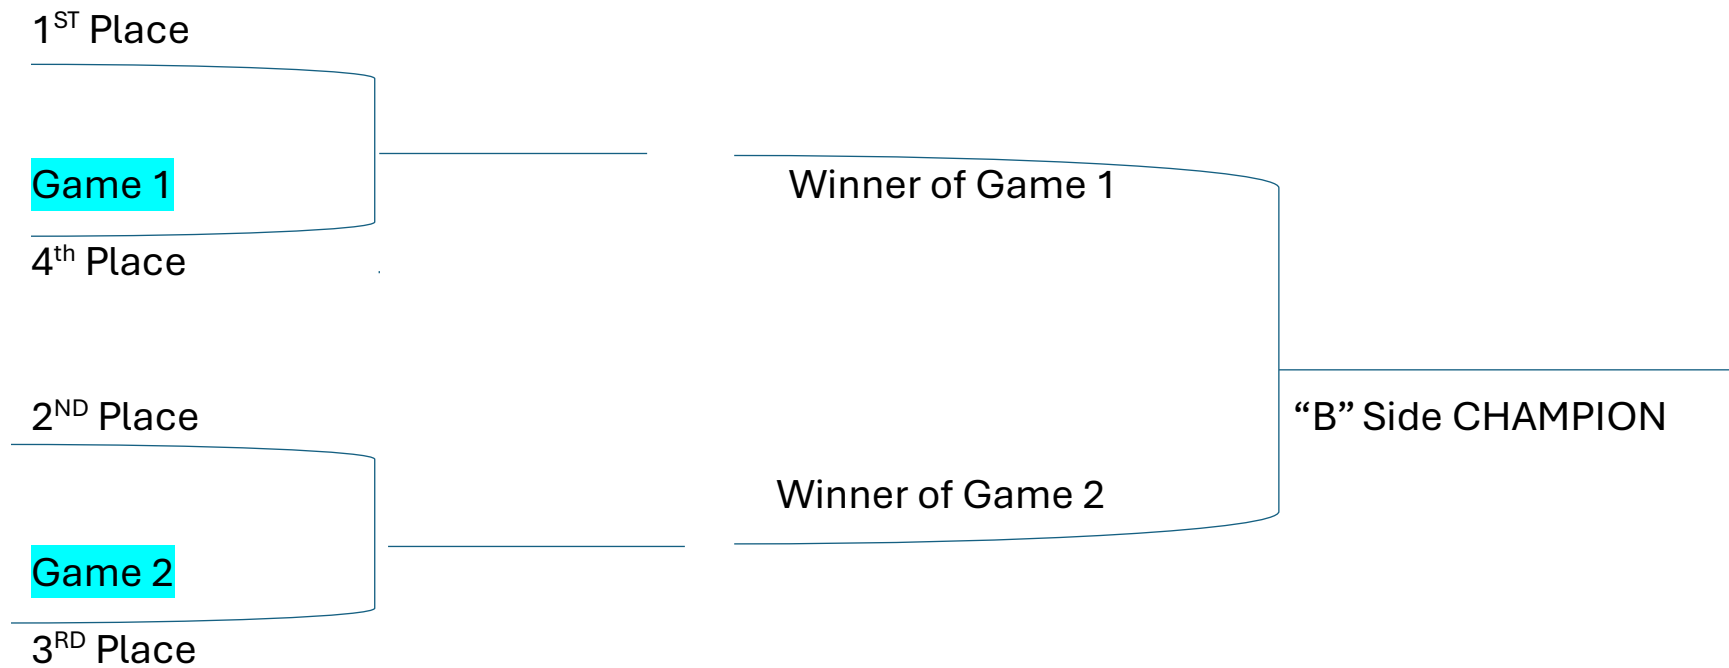 1ST Place
Game 1
4th Place
Winner of Game 1
2ND Place
Game 2
3RD Place
Winner of Game 2
“B” Side CHAMPION